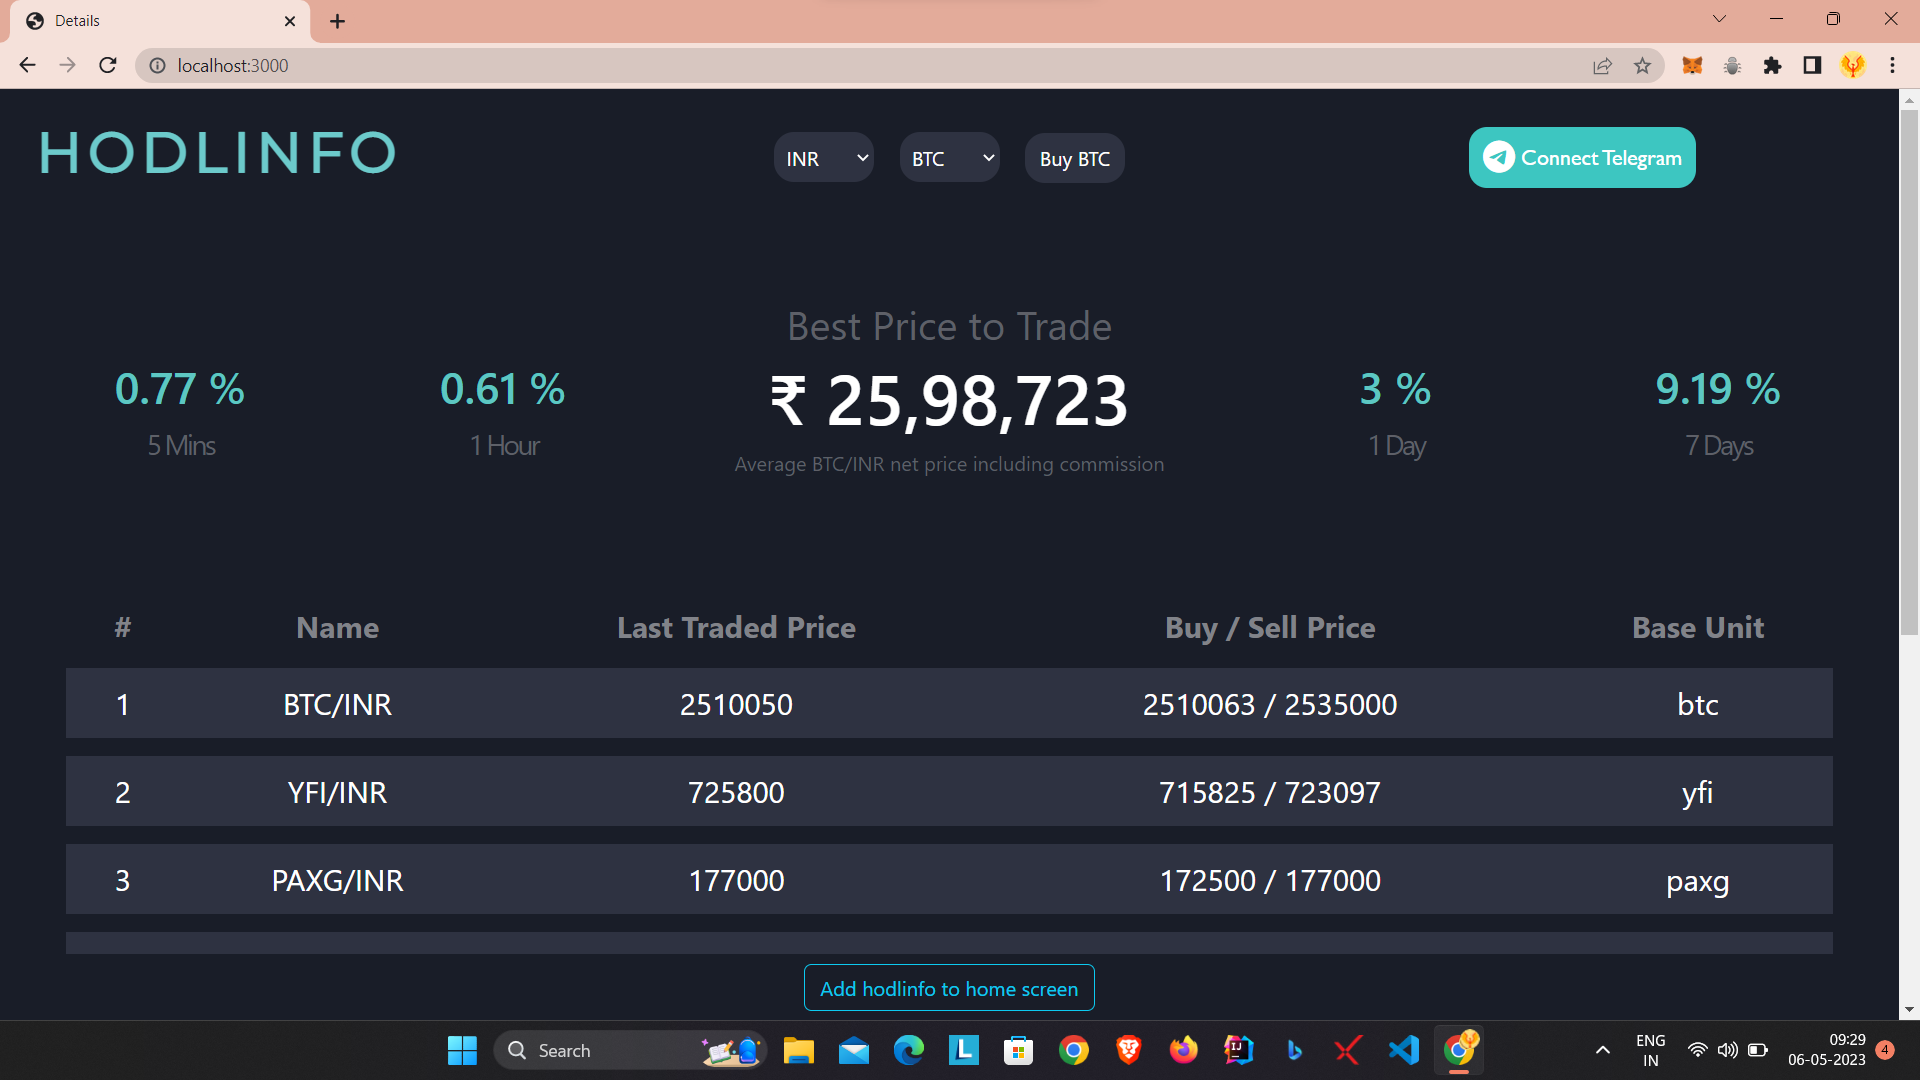 Details
localhost:3000
HODLINFO
INR
BTC
Buy BTC
Connect Telegram
Best Price to Trade
0.77 %
0.61 %
₹ 25,98,723
3 %
9.19 %
5 Mins
1 Hour
Average BTC/INR net price including commission
1 Day
7 Days
# Name Last Traded Price Buy / Sell Price Base Unit
1 BTC/INR 2510050 2510063 / 2535000 btc
2 YFI/INR 725800 715825 / 723097 yfi
3 PAXG/INR 177000 172500 / 177000 paxg
Add hodlinfo to home screen
Search
L
IJ
ENG
IN
09:29
06-05-2023
4